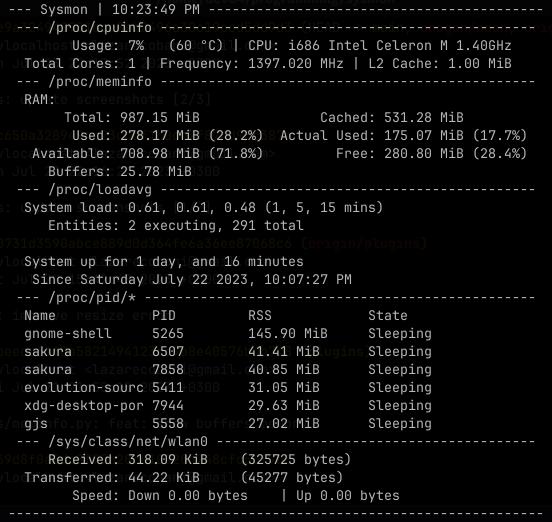 --- Sysmon | 10:23:49 PM ---
--- /proc/cpuinfo ---
Usage: 7% (60 °C) | CPU: i686 Intel Celeron M 1.40GHz
Total Cores: 1 | Frequency: 1397.020 MHz | L2 Cache: 1.00 MiB
--- /proc/meminfo ---
RAM:
Total: 987.15 MiB Cached: 531.28 MiB
Used: 278.17 MiB (28.2%) Actual Used: 175.07 MiB (17.7%)
Available: 708.98 MiB (71.8%) Free: 280.80 MiB (28.4%)
Buffers: 25.78 MiB
--- /proc/loadavg ---
System load: 0.61, 0.61, 0.48 (1, 5, 15 mins)
Entities: 2 executing, 291 total
System up for 1 day, and 16 minutes
Since Saturday July 22 2023, 10:07:27 PM
--- /proc/pid/* ---
Name PID RSS State
gnome-shell 5265 145.90 MiB Sleeping
sakura 6507 41.41 MiB Sleeping
sakura 7858 40.85 MiB Sleeping
evolution-sourc 5411 31.05 MiB Sleeping
xdg-desktop-por 7944 29.63 MiB Sleeping
gjs 5558 27.02 MiB Sleeping
--- /sys/class/net/wlan0 ---
Received: 318.09 KiB (325725 bytes)
Transferred: 44.22 KiB (45277 bytes)
Speed: Down 0.00 bytes | Up 0.00 bytes